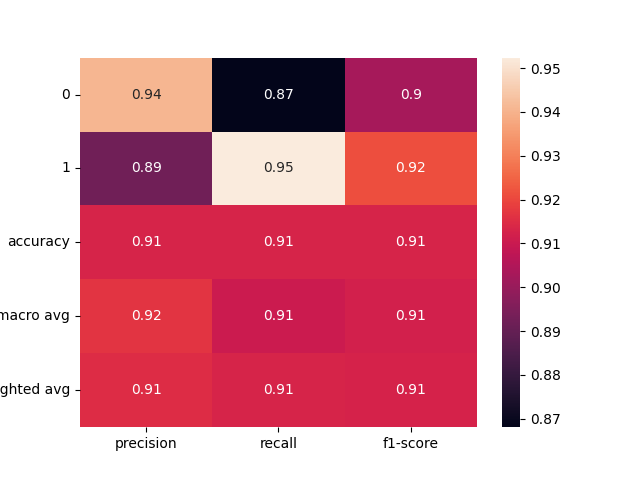 0 0.94 0.87 0.9
1 0.89 0.95 0.92
accuracy 0.91 0.91 0.91
macro avg 0.92 0.91 0.91
ghted avg 0.91 0.91 0.91
precision recall f1-score
0.95
0.94
0.93
0.92
0.91
0.90
0.89
0.88
0.87